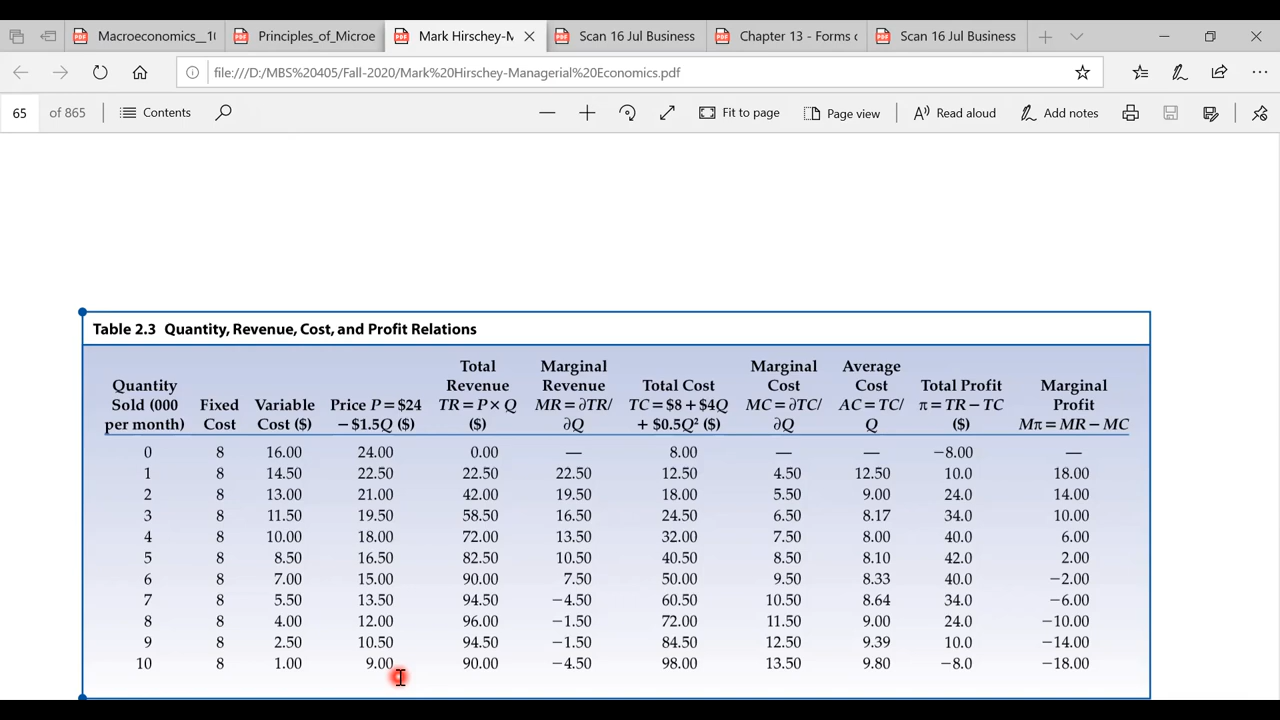 Macroeconomics__1(
Principles_of_Microe
Mark Hirschey-M
Scan 16 Jul Business
Chapter 13 - Forms c
Scan 16 Jul Business
file:///D:/MBS%20405/Fall-2020/Mark%20Hirschey-Managerial%20Economics.pdf
65 of 865 Contents Fit to page Page view Read aloud Add notes
Table 2.3 Quantity, Revenue, Cost, and Profit Relations
Total Marginal Marginal Average
Quantity Revenue Revenue Total Cost Cost Cost Total Profit Marginal
Sold (000 Fixed Variable Price P = $24 TR = P × Q MR = ∂TR/ TC = $8 + $4Q MC = ∂TC/ AC = TC/ π = TR − TC Profit
per month) Cost Cost ($) − $1.5Q ($) ($) ∂Q + $0.5Q² ($) ∂Q Q ($) Mπ = MR − MC
0 8 16.00 24.00 0.00 — 8.00 — — −8.00 —
1 8 14.50 22.50 22.50 22.50 12.50 4.50 12.50 10.0 18.00
2 8 13.00 21.00 42.00 19.50 18.00 5.50 9.00 24.0 14.00
3 8 11.50 19.50 58.50 16.50 24.50 6.50 8.17 34.0 10.00
4 8 10.00 18.00 72.00 13.50 32.00 7.50 8.00 40.0 6.00
5 8 8.50 16.50 82.50 10.50 40.50 8.50 8.10 42.0 2.00
6 8 7.00 15.00 90.00 7.50 50.00 9.50 8.33 40.0 −2.00
7 8 5.50 13.50 94.50 −4.50 60.50 10.50 8.64 34.0 −6.00
8 8 4.00 12.00 96.00 −1.50 72.00 11.50 9.00 24.0 −10.00
9 8 2.50 10.50 94.50 −1.50 84.50 12.50 9.39 10.0 −14.00
10 8 1.00 9.00 90.00 −4.50 98.00 13.50 9.80 −8.0 −18.00